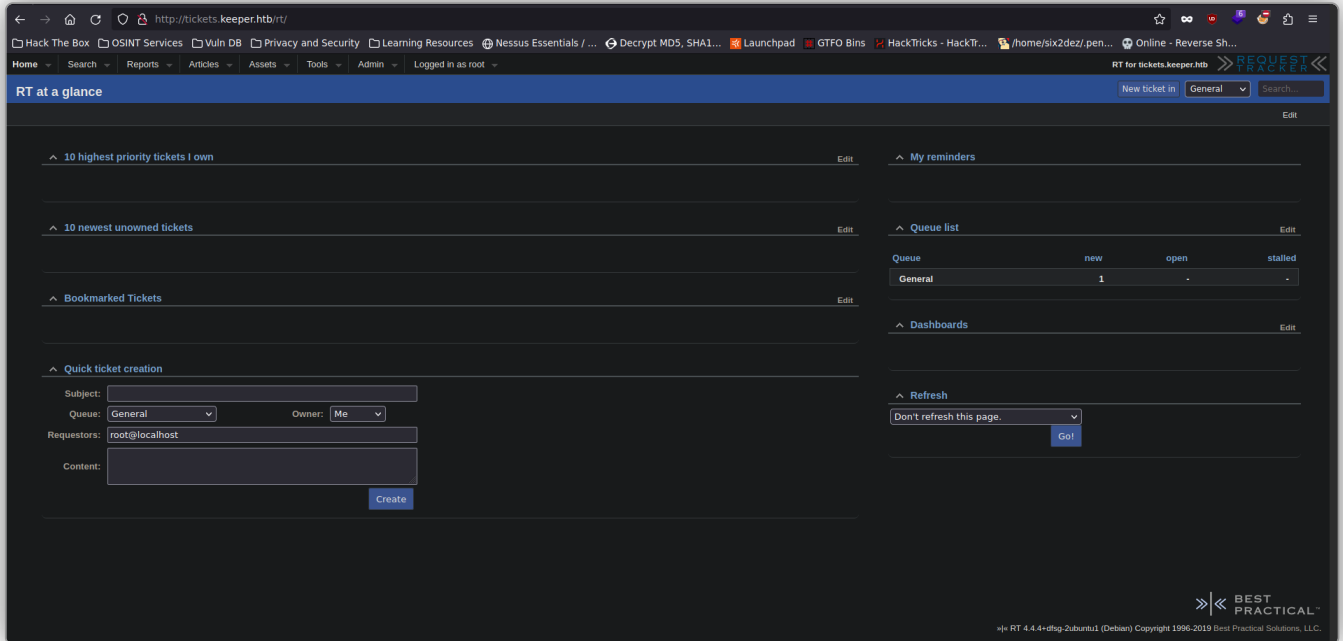 http://tickets.keeper.htb/rt/
6
Hack The Box OSINT Services Vuln DB Privacy and Security Learning Resources Nessus Essentials / ... Decrypt MD5, SHA1... Launchpad GTFO Bins HackTricks - HackTr... /home/six2dez/.pen... Online - Reverse Sh...
Home Search Reports Articles Assets Tools Admin Logged in as root RT for tickets.keeper.htb REQUEST TRACKER
RT at a glance New ticket in General Search...
Edit
10 highest priority tickets I own Edit
My reminders
10 newest unowned tickets Edit
Queue list Edit
Queue new open stalled
General 1 - -
Bookmarked Tickets Edit
Dashboards Edit
Quick ticket creation
Subject:
Queue: General Owner: Me
Requestors: root@localhost
Content:
Create
Refresh
Don't refresh this page.
Go!
BEST
PRACTICAL™
»|« RT 4.4.4+dfsg-2ubuntu1 (Debian) Copyright 1996-2019 Best Practical Solutions, LLC.